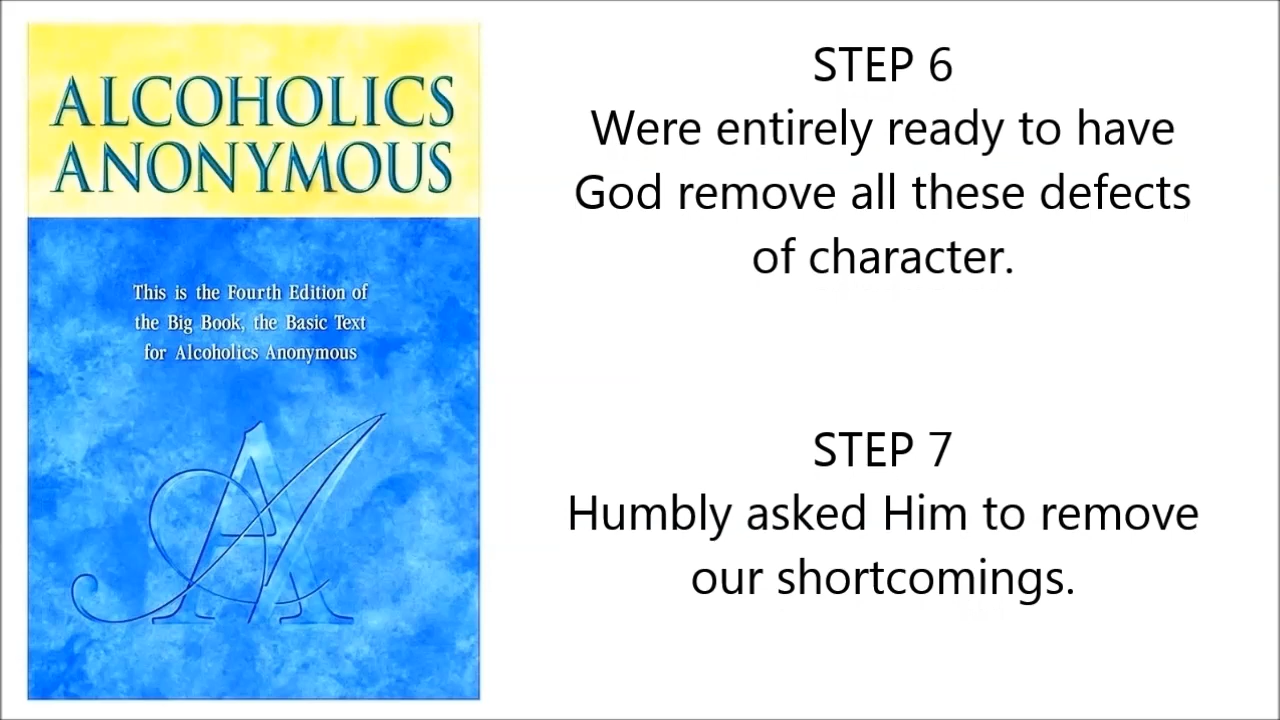 ALCOHOLICS
ANONYMOUS
This is the Fourth Edition of
the Big Book, the Basic Text
for Alcoholics Anonymous
AA
STEP 6
Were entirely ready to have
God remove all these defects
of character.
STEP 7
Humbly asked Him to remove
our shortcomings.